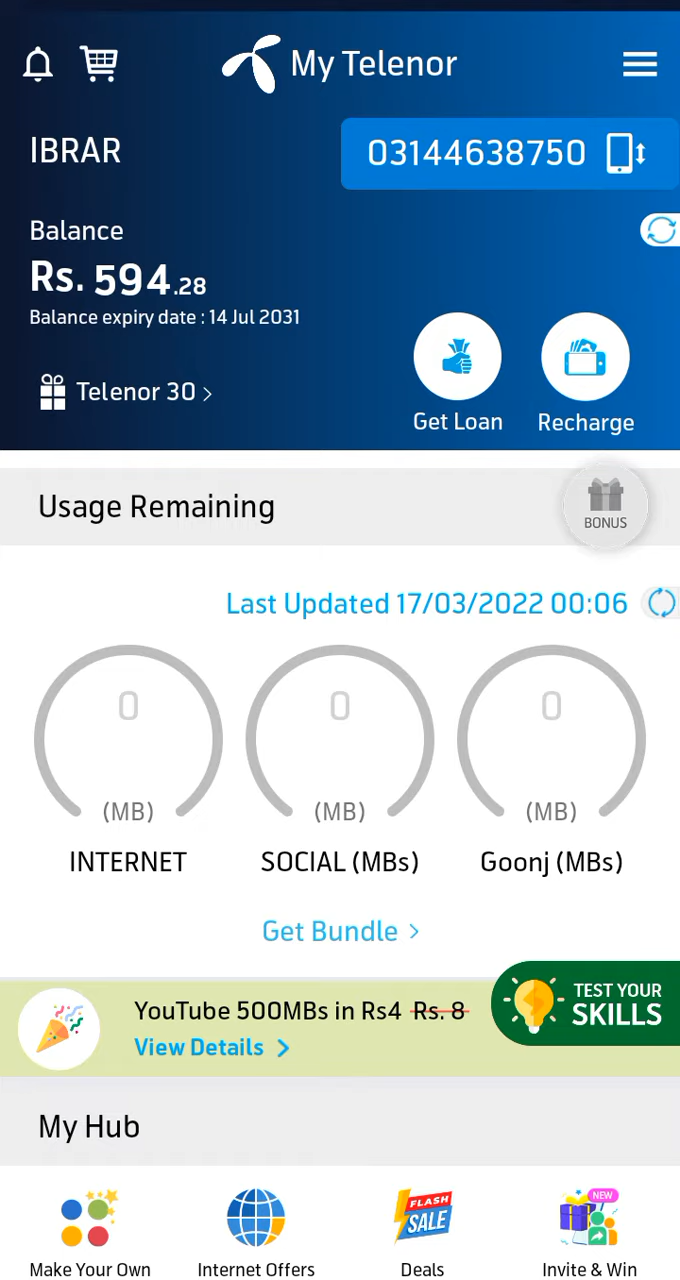 My Telenor
IBRAR
03144638750
Balance
Rs. 594.28
Balance expiry date : 14 Jul 2031
Telenor 30 >
Get Loan
Recharge
Usage Remaining
BONUS
Last Updated 17/03/2022 00:06
0 0 0
(MB) (MB) (MB)
INTERNET SOCIAL (MBs) Goonj (MBs)
Get Bundle >
YouTube 500MBs in Rs4 Rs. 8
View Details >
TEST YOUR
SKILLS
My Hub
FLASH
SALE
NEW
Make Your Own Internet Offers Deals Invite & Win